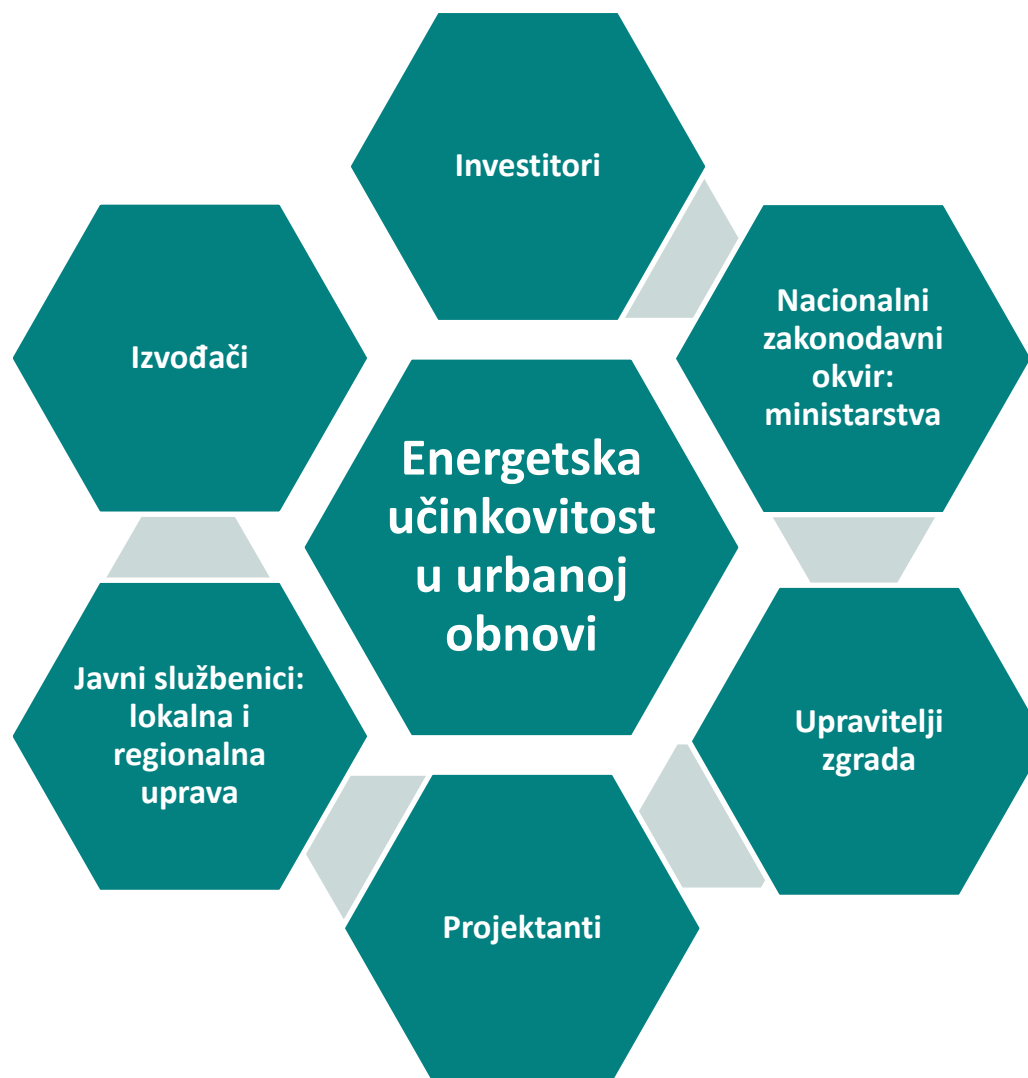 Investitori
Nacionalni
zakonodavni
okvir:
ministarstva
Izvođači
Energetska
učinkovitost
u urbanoj
obnovi
Javni službenici:
lokalna i
regionalna
uprava
Upravitelji
zgrada
Projektanti